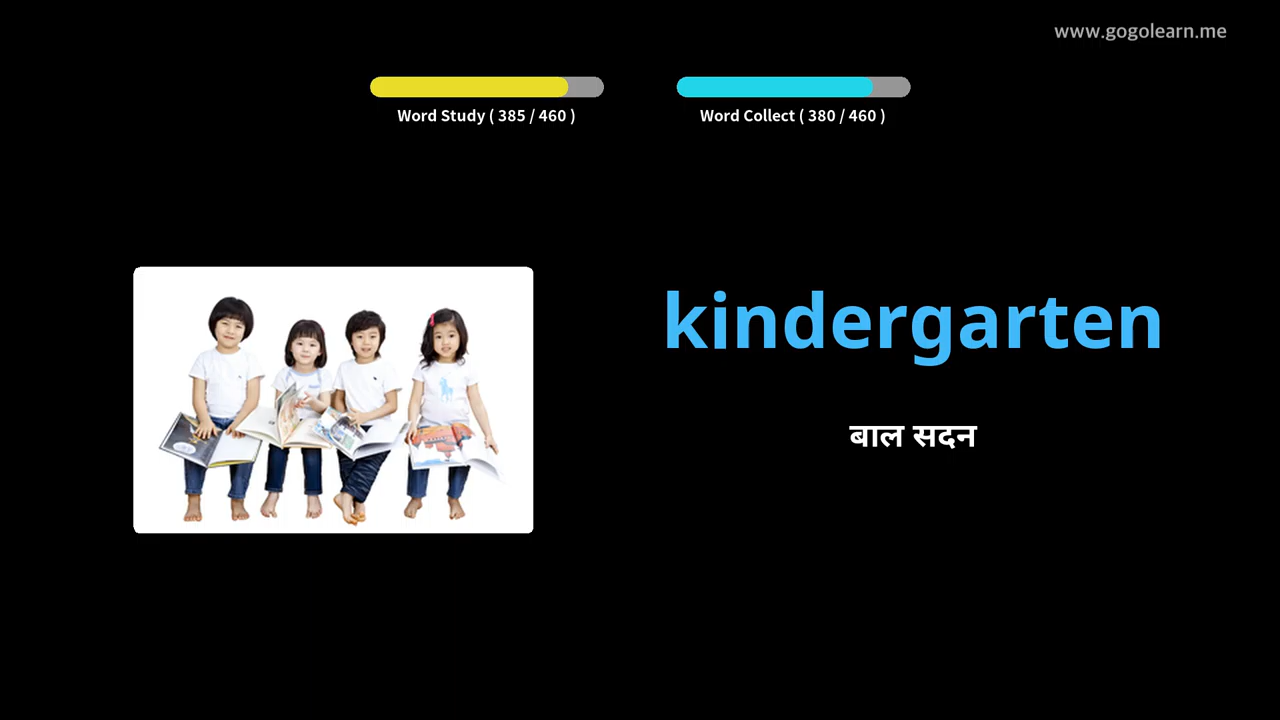 www.gogolearn.me
Word Study ( 385 / 460 )
Word Collect ( 380 / 460 )
kindergarten
बाल सदन